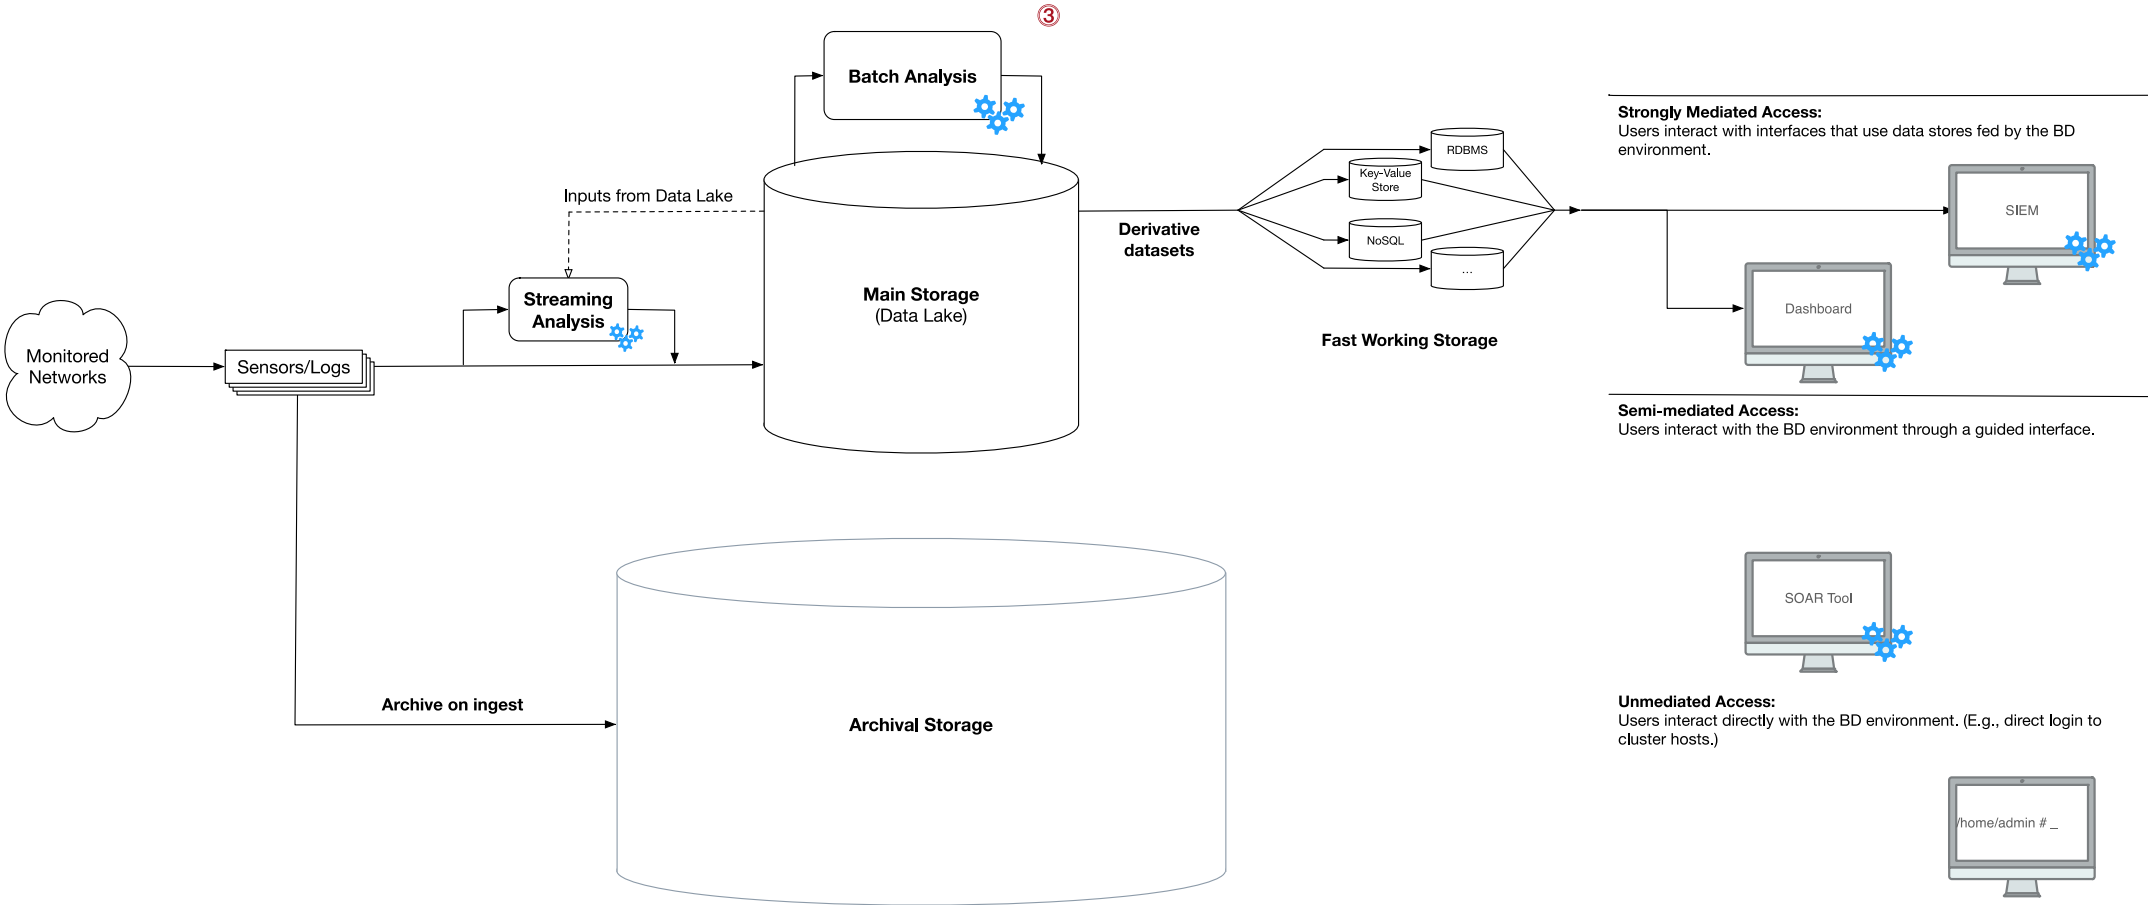 ③
Batch Analysis
Strongly Mediated Access:
Users interact with interfaces that use data stores fed by the BD
environment.
RDBMS
Key-Value
Store
Inputs from Data Lake
SIEM
Derivative
datasets
NoSQL
...
Streaming
Analysis
Main Storage
(Data Lake)
Dashboard
Fast Working Storage
Monitored
Networks
Sensors/Logs
Semi-mediated Access:
Users interact with the BD environment through a guided interface.
SOAR Tool
Archive on ingest
Archival Storage
Unmediated Access:
Users interact directly with the BD environment. (E.g., direct login to
cluster hosts.)
/home/admin # _